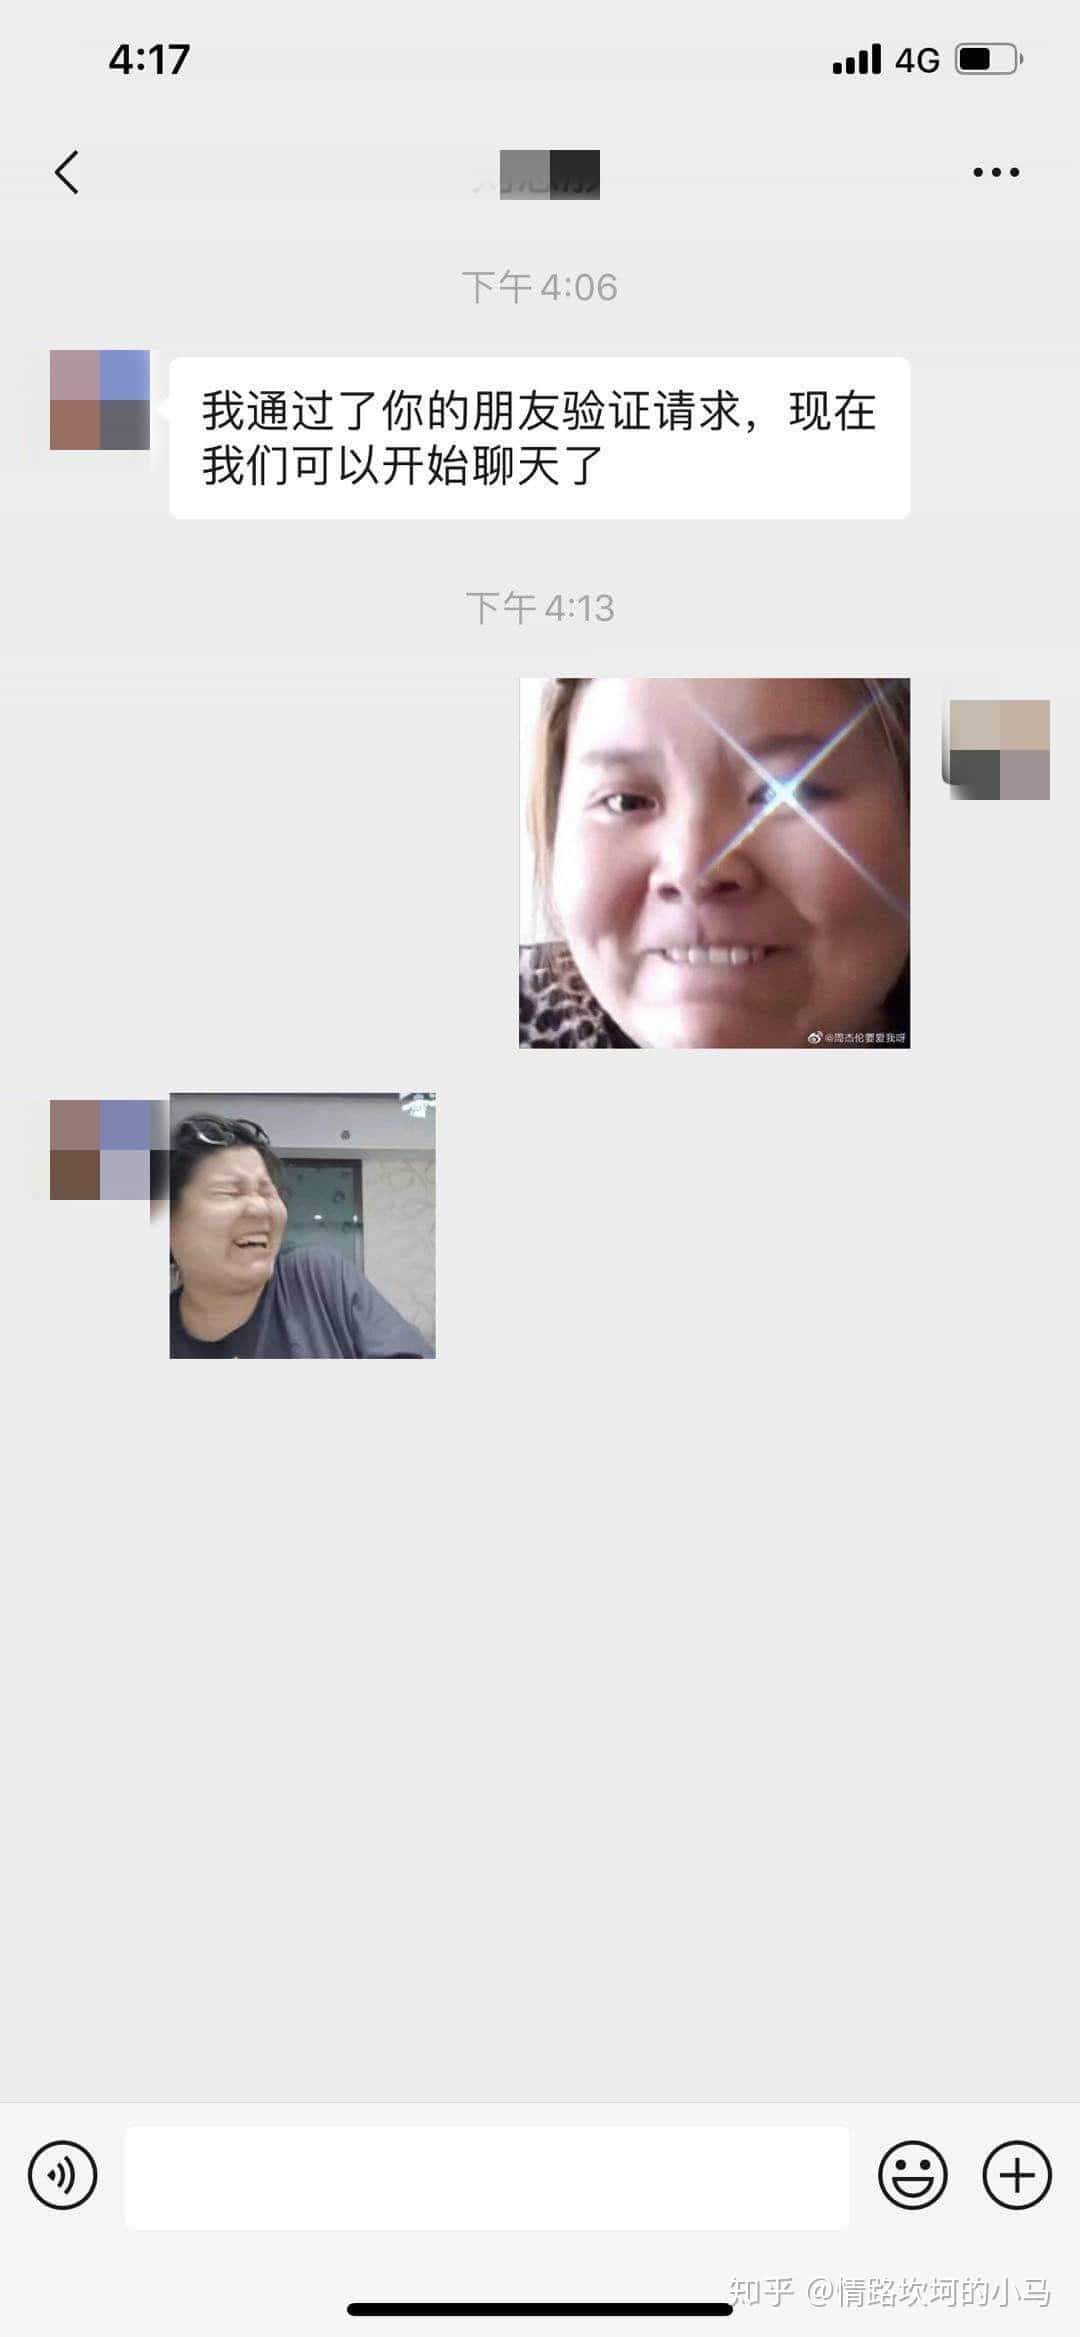 4:17
4G
下午 4:06
我通过了你的朋友验证请求，现在
我们可以开始聊天了
下午 4:13
@周杰伦要爱我呀
知乎 @情路坎坷的小马